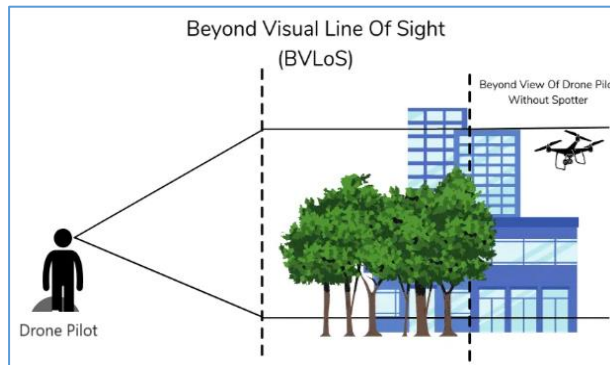 Beyond Visual Line Of Sight
(BVLoS)
Beyond View Of Drone Pilo
Without Spotter
Drone Pilot